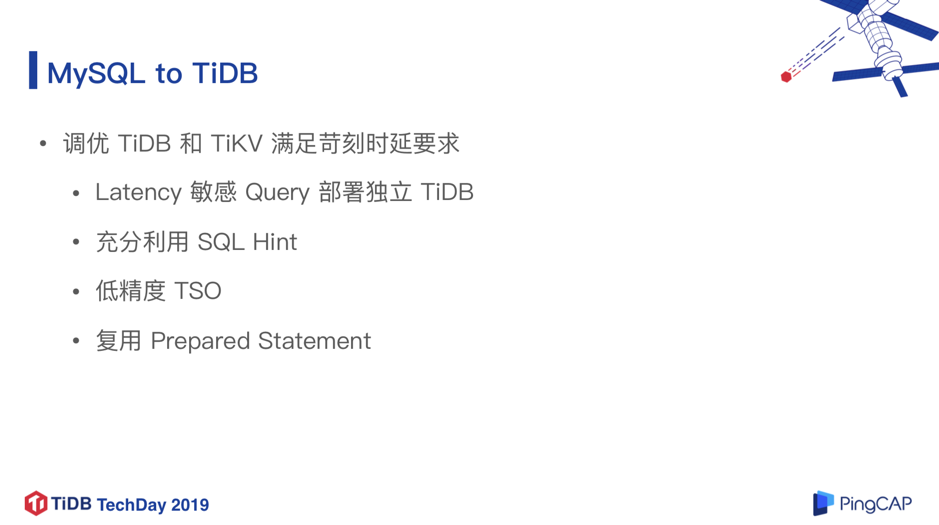 MySQL to TiDB
• 调优 TiDB 和 TiKV 满足苛刻时延要求
• Latency 敏感 Query 部署独立 TiDB
• 充分利用 SQL Hint
• 低精度 TSO
• 复用 Prepared Statement
TiDB TechDay 2019
PingCAP